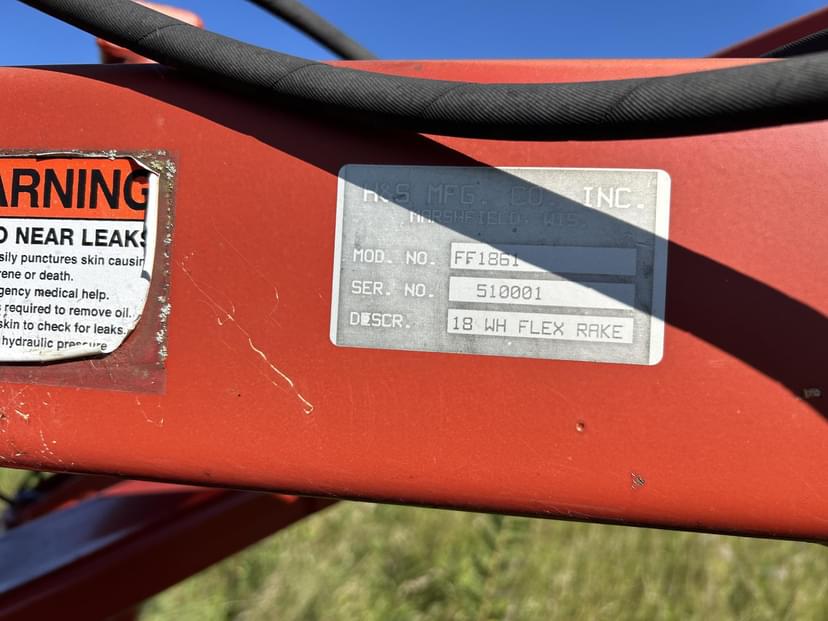 ARNING
O NEAR LEAKS
sily punctures skin causin
rene or death.
gency medical help.
s required to remove oil.
skin to check for leaks.
hydraulic pressure
H&S MFG. CO., INC.
MARSHFIELD, WIS.
MOD. NO. FF1861
SER. NO. 510001
DESCR. 18 WH FLEX RAKE